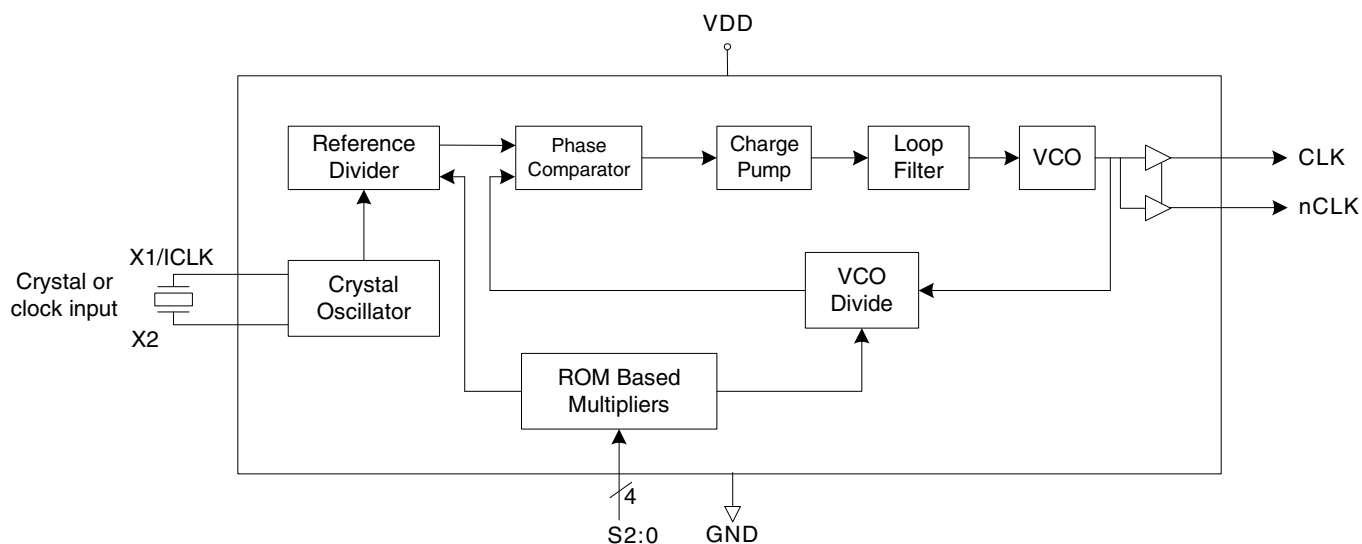 VDD
Reference
Divider
Phase
Comparator
Charge
Pump
Loop
Filter
VCO
CLK
nCLK
X1/ICLK
Crystal or
clock input
X2
Crystal
Oscillator
VCO
Divide
ROM Based
Multipliers
4
S2:0
GND